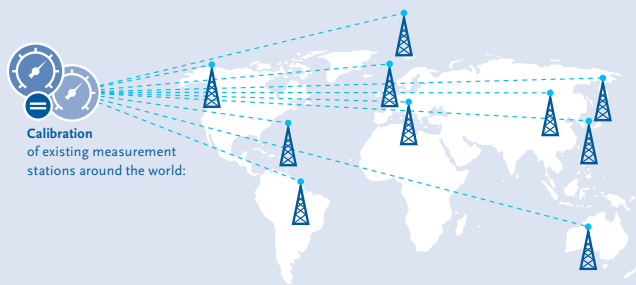 Calibration
of existing measurement
stations around the world: